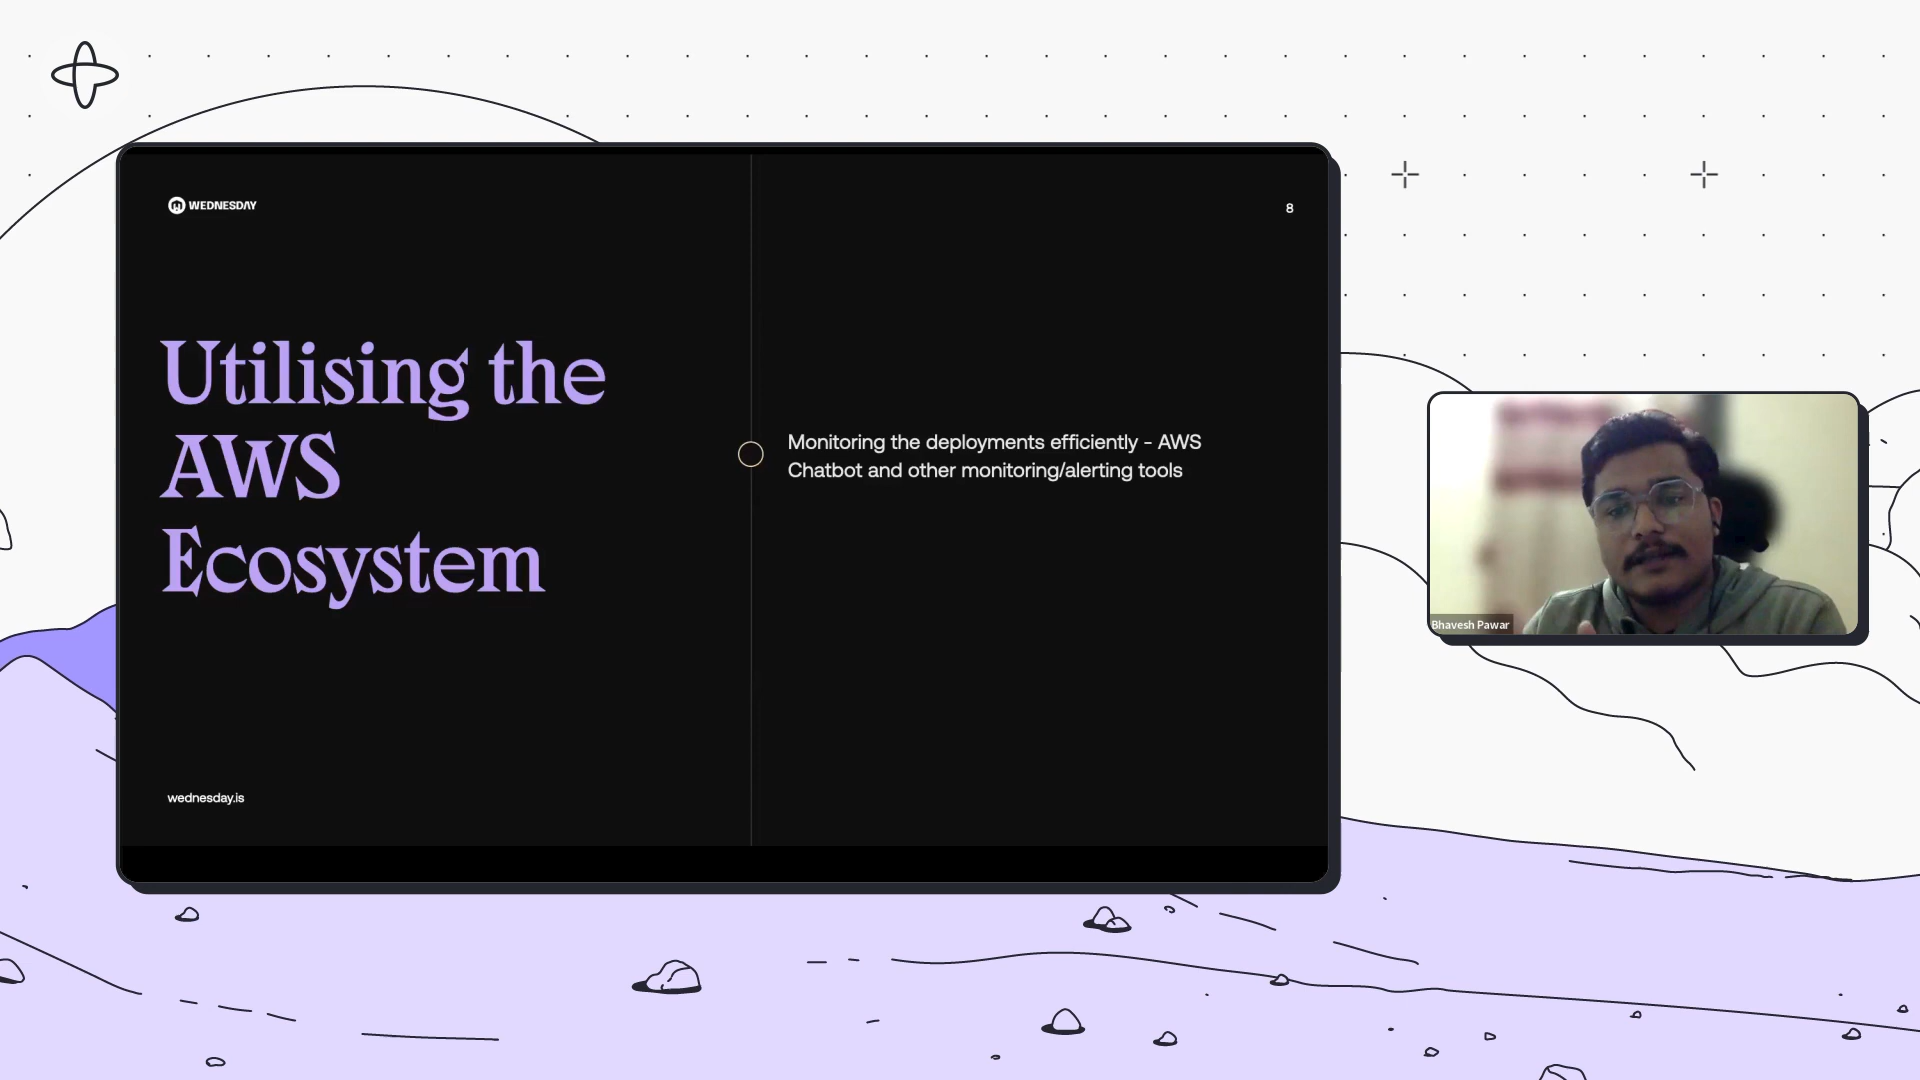 WEDNESDAY
8
Utilising the
AWS
Ecosystem
Monitoring the deployments efficiently - AWS
Chatbot and other monitoring/alerting tools
wednesday.is
Bhavesh Pawar